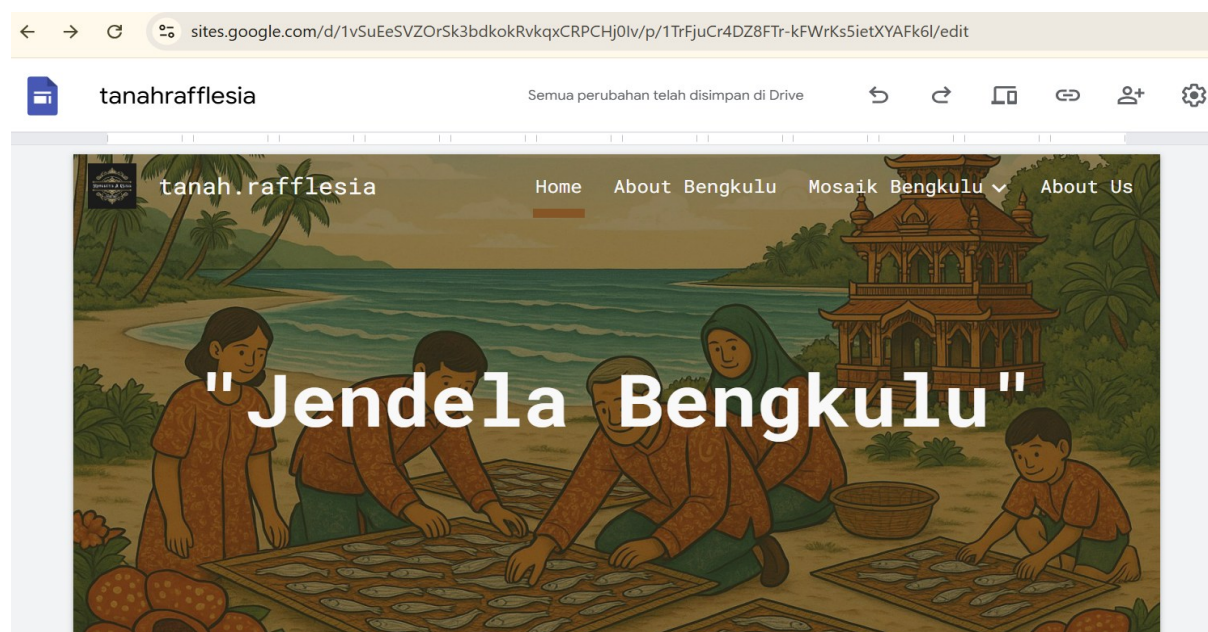 sites.google.com/d/1vSuEeSVZOrSk3bdkokRvkqxCRPCHj0Iv/p/1TrFjuCr4DZ8FTr-kFWrKs5ietXYAFk6l/edit
tanahrafflesia Semua perubahan telah disimpan di Drive
tanah.rafflesia Home About Bengkulu Mosaik Bengkulu About Us
"Jendela Bengkulu"